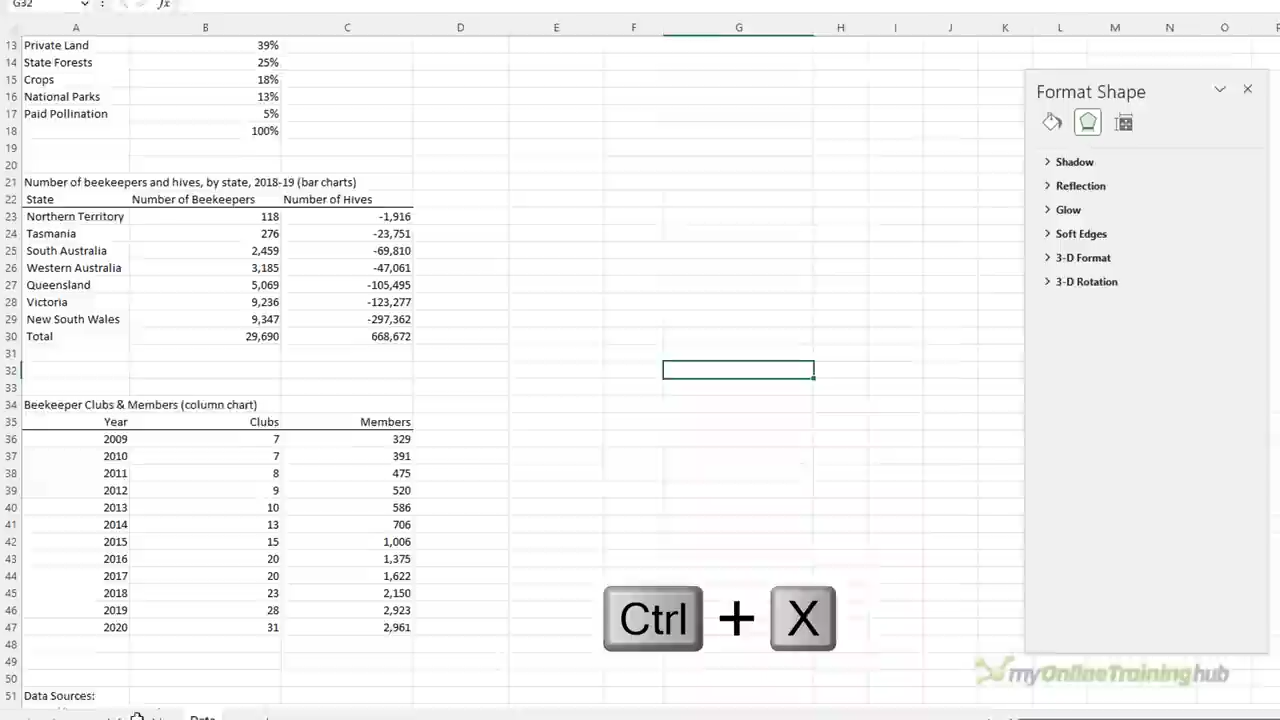 G32 fx
A B C D E F G H I J K L M N O
13 Private Land 39%
14 State Forests 25%
15 Crops 18%
16 National Parks 13%
17 Paid Pollination 5%
18 100%
19
20
21 Number of beekeepers and hives, by state, 2018-19 (bar charts)
22 State Number of Beekeepers Number of Hives
23 Northern Territory 118 -1,916
24 Tasmania 276 -23,751
25 South Australia 2,459 -69,810
26 Western Australia 3,185 -47,061
27 Queensland 5,069 -105,495
28 Victoria 9,236 -123,277
29 New South Wales 9,347 -297,362
30 Total 29,690 668,672
31
32
33
34 Beekeeper Clubs & Members (column chart)
35 Year Clubs Members
36 2009 7 329
37 2010 7 391
38 2011 8 475
39 2012 9 520
40 2013 10 586
41 2014 13 706
42 2015 15 1,006
43 2016 20 1,375
44 2017 20 1,622
45 2018 23 2,150
46 2019 28 2,923
47 2020 31 2,961
48
49
50
51 Data Sources:
Data
Format Shape
Shadow
Reflection
Glow
Soft Edges
3-D Format
3-D Rotation
Ctrl + X
myOnlineTraininghub